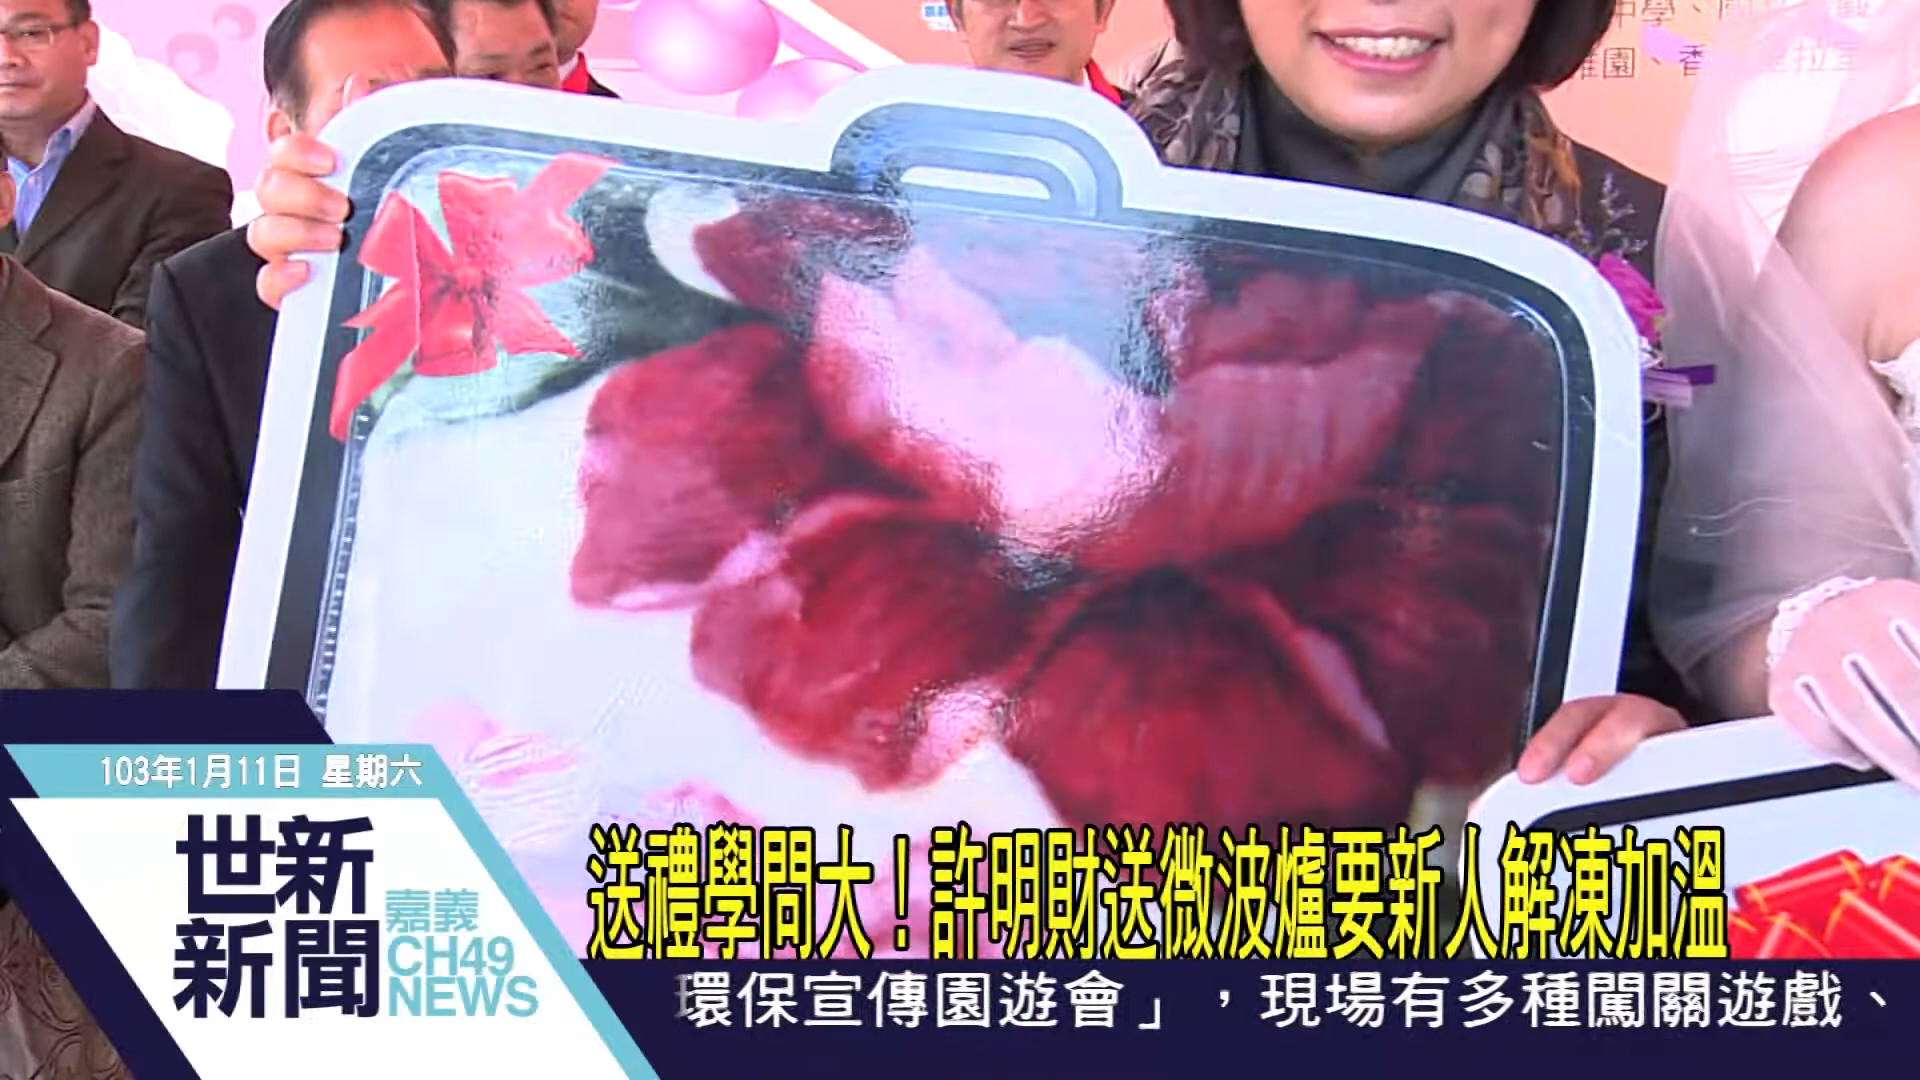 103年1月11日 星期六
世新
新聞
嘉義
CH49
NEWS
送禮學問大！許明財送微波爐要新人解凍加溫
環保宣傳園遊會」，現場有多種闖關遊戲、